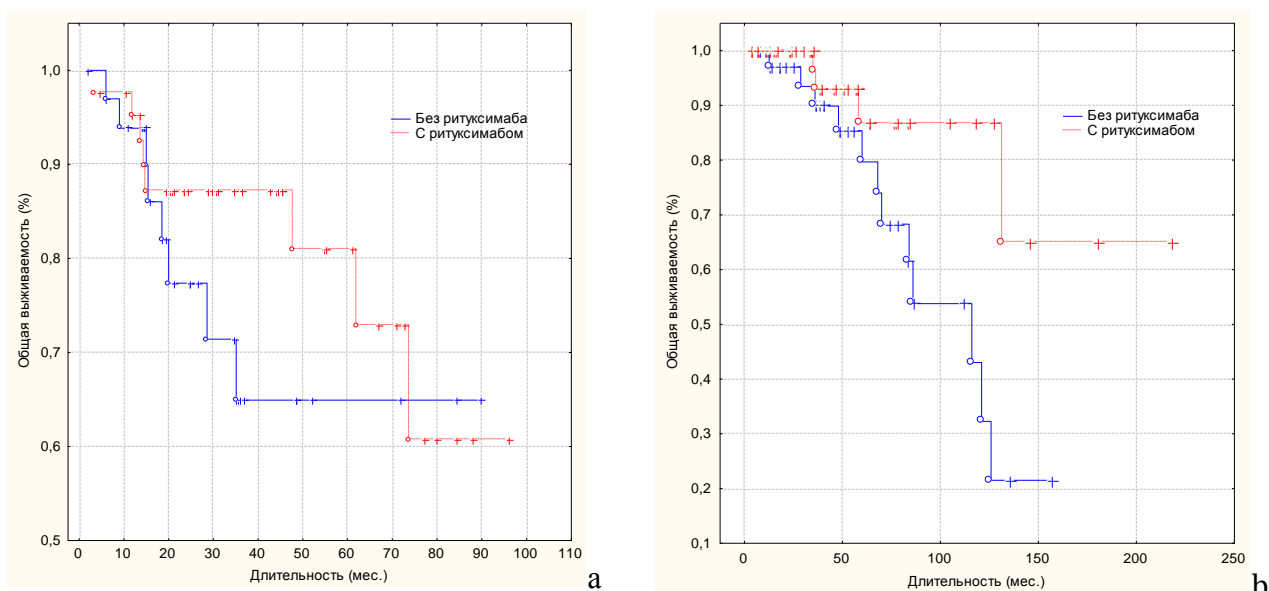 1,0
0,9
0,8
0,7
0,6
0,5
Общая выживаемость (%)
Без ритуксимаба
С ритуксимабом
0 10 20 30 40 50 60 70 80 90 100 110
Длительность (мес.)
a
1,0
0,9
0,8
0,7
0,6
0,5
0,4
0,3
0,2
0,1
Общая выживаемость (%)
Без ритуксимаба
С ритуксимабом
0 50 100 150 200 250
Длительность (мес.)
b